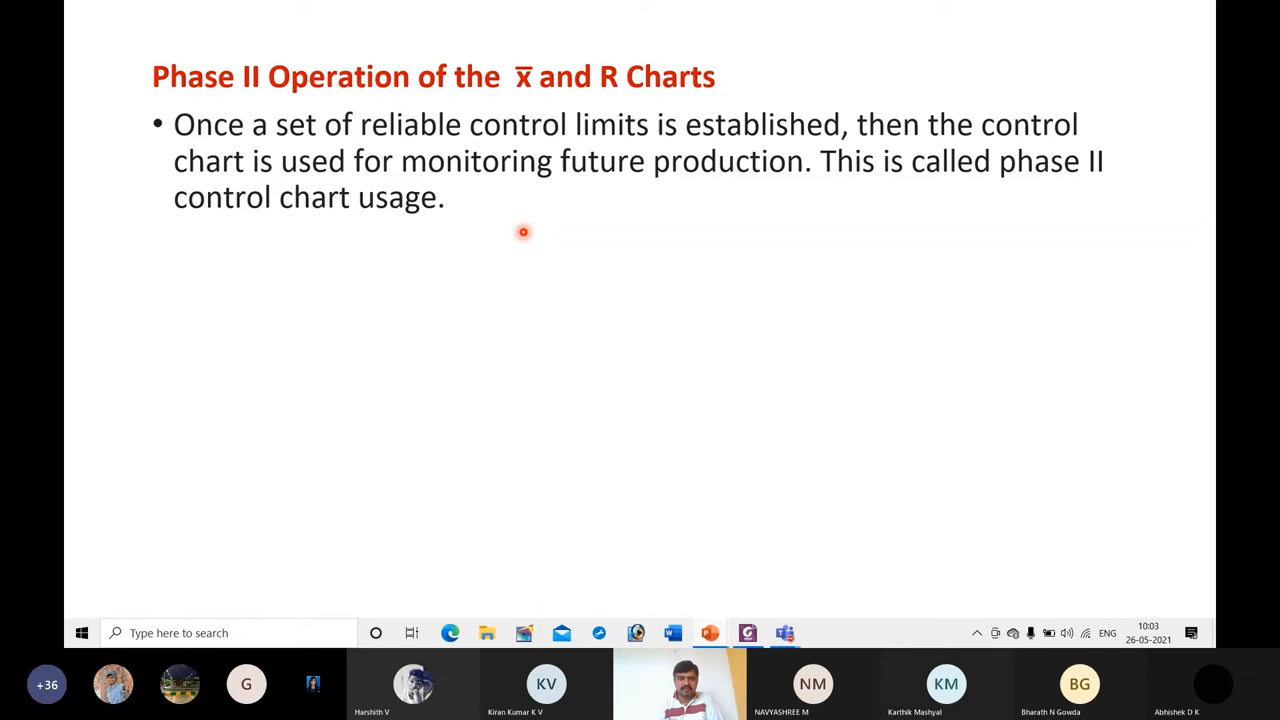 Phase II Operation of the x̅ and R Charts
• Once a set of reliable control limits is established, then the control
chart is used for monitoring future production. This is called phase II
control chart usage.
Type here to search
ENG
10:03
26-05-2021
+36
G
KV
NM
KM
BG
Harshith V
Kiran Kumar K V
NAVYASHREE M
Karthik Mashyal
Bharath N Gowda
Abhishek D K